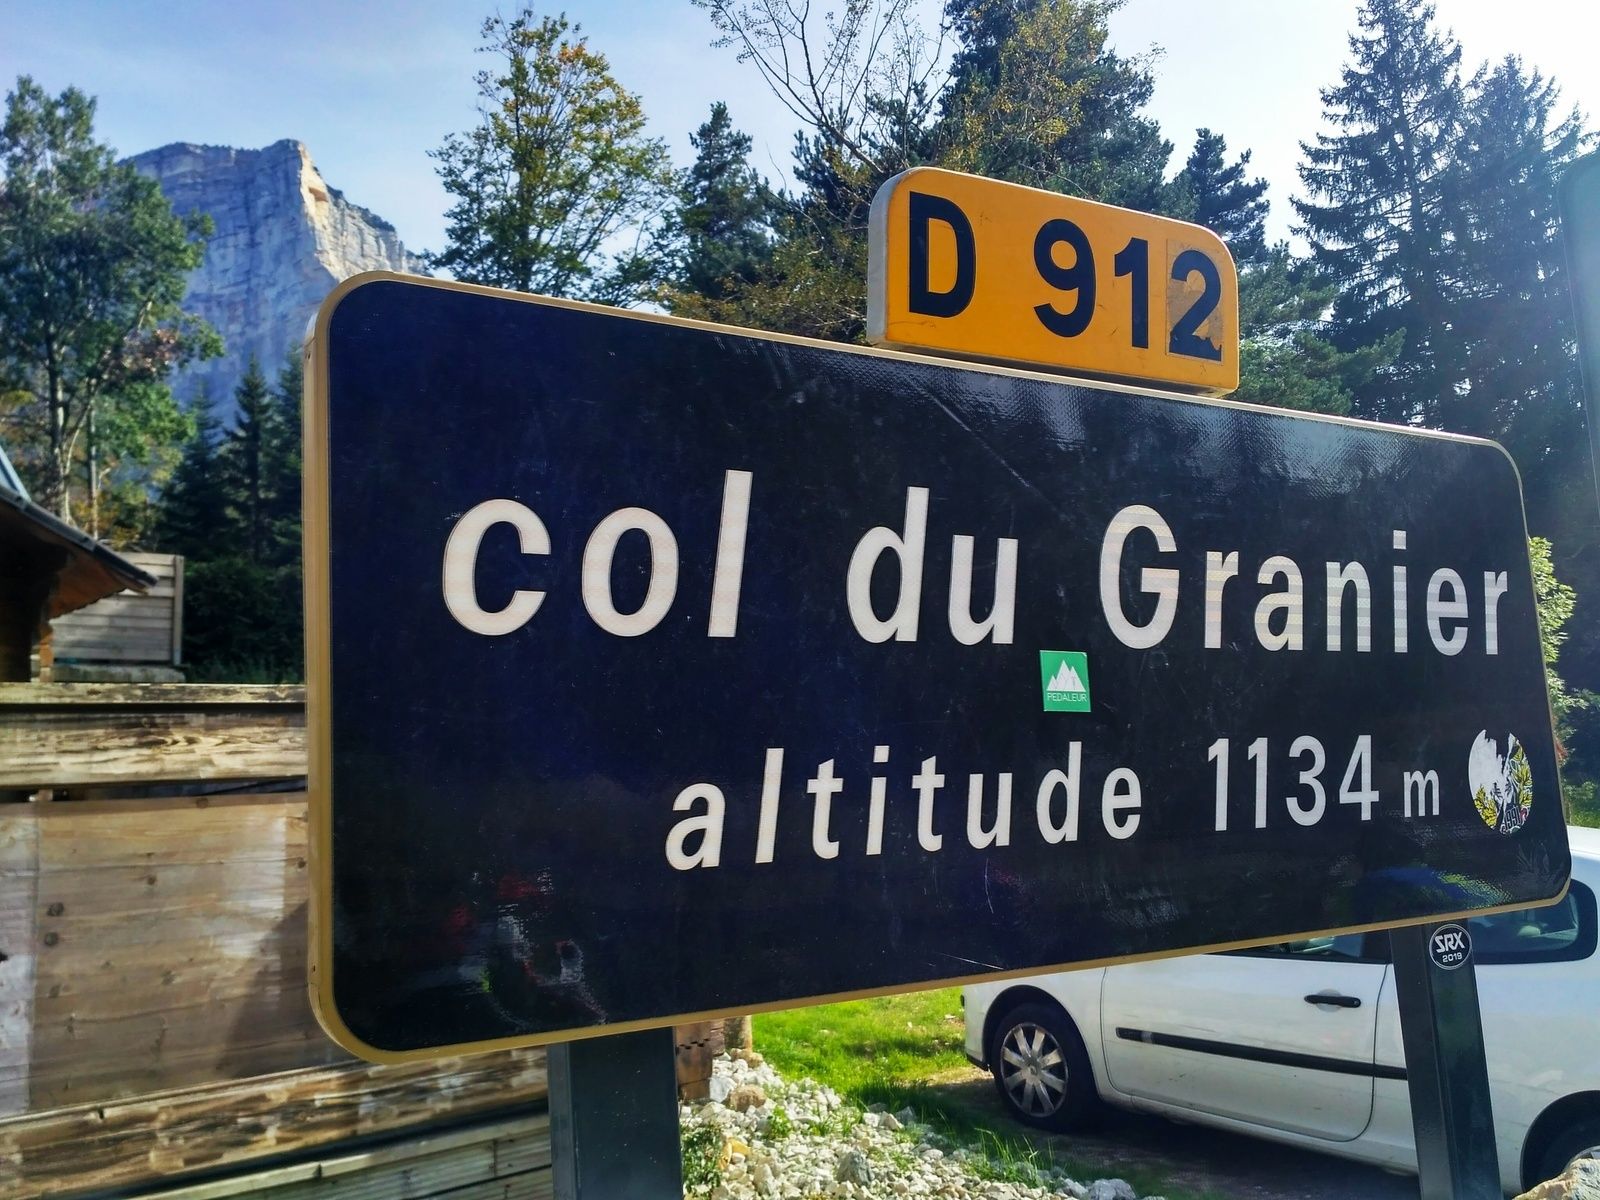 D 912
col du Granier
PEDALEUR
altitude 1134 m
SRX
2019